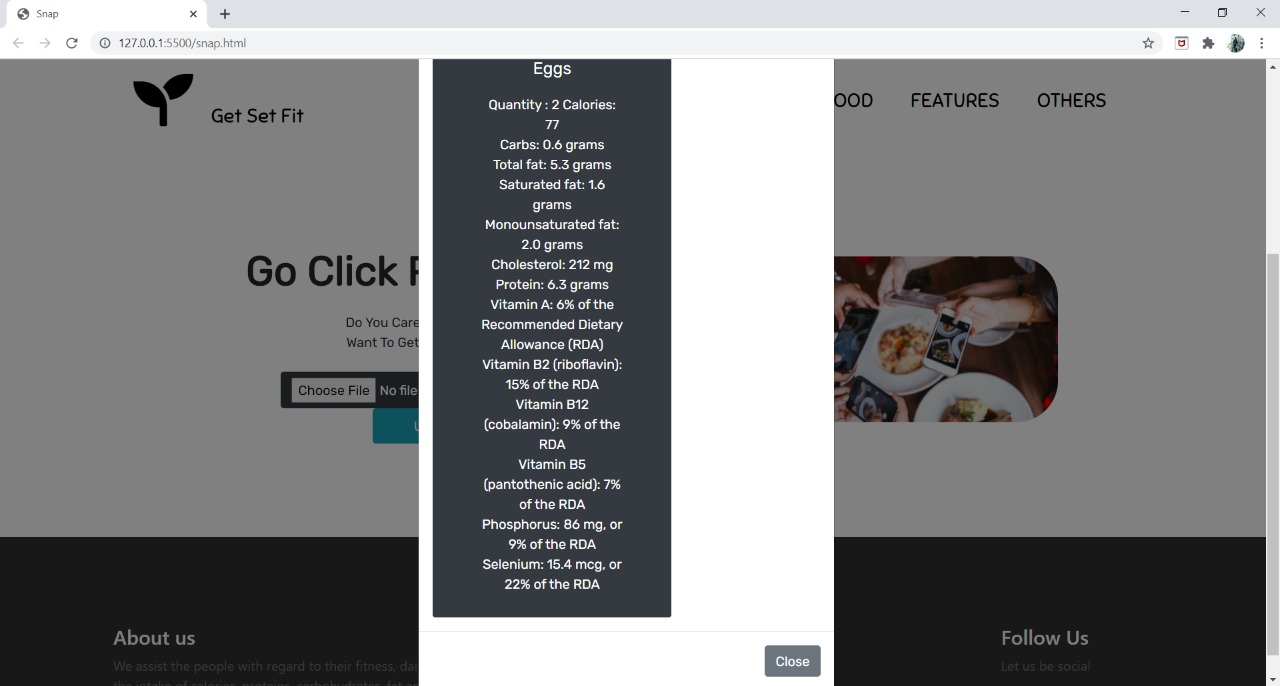 Snap
127.0.0.1:5500/snap.html
Get Set Fit
FEATURES
OTHERS
Eggs
Quantity : 2 Calories:
77
Carbs: 0.6 grams
Total fat: 5.3 grams
Saturated fat: 1.6
grams
Monounsaturated fat:
2.0 grams
Cholesterol: 212 mg
Protein: 6.3 grams
Vitamin A: 6% of the
Recommended Dietary
Allowance (RDA)
Vitamin B2 (riboflavin):
15% of the RDA
Vitamin B12
(cobalamin): 9% of the
RDA
Vitamin B5
(pantothenic acid): 7%
of the RDA
Phosphorus: 86 mg, or
9% of the RDA
Selenium: 15.4 mcg, or
22% of the RDA
Close
Go Click
Do You Care
Want To Get
Choose File No file
About us
We assist the people with regard to their fitness,
Follow Us
Let us be social